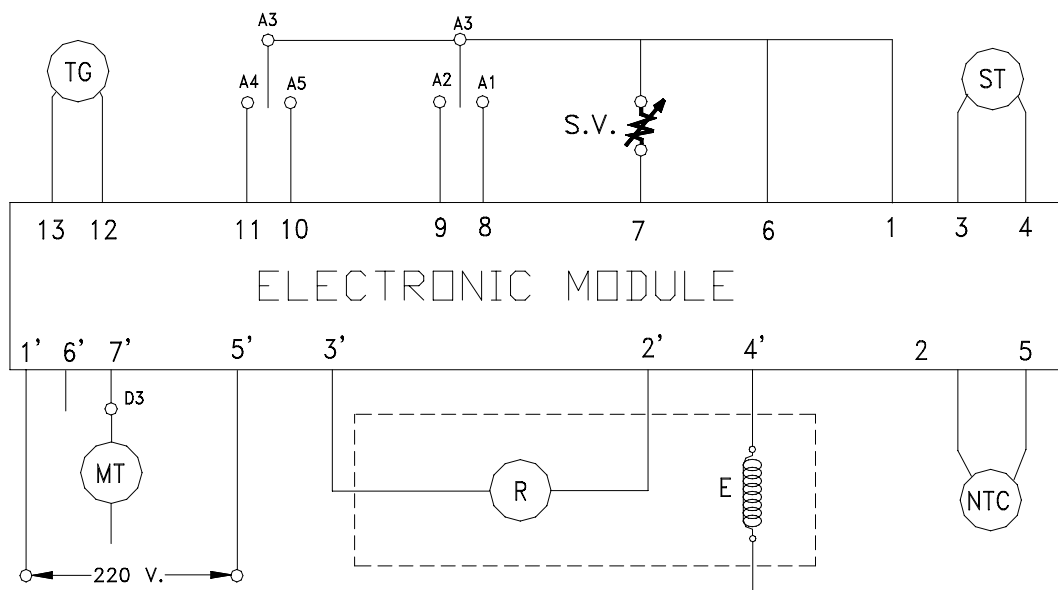 A3 A3
TG ST
A4 A5 A2 A1
S.V.
13 12 11 10 9 8 7 6 1 3 4
ELECTRONIC MODULE
1' 6' 7' 5' 3' 2' 4' 2 5
D3
MT R E NTC
220 V.